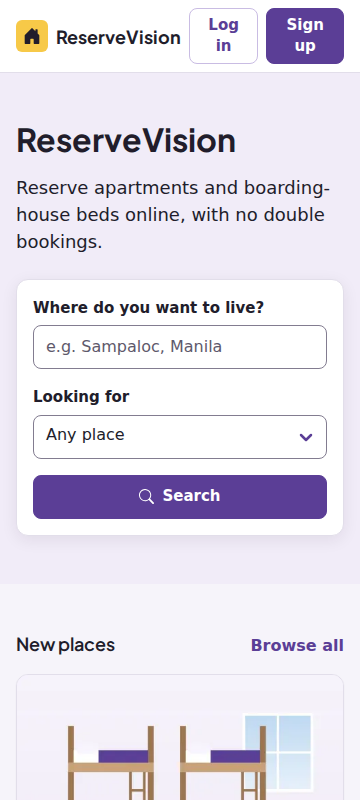 ReserveVision
Log
in
Sign
up
ReserveVision
Reserve apartments and boarding-
house beds online, with no double
bookings.
Where do you want to live?
e.g. Sampaloc, Manila
Looking for
Any place
Search
New places
Browse all